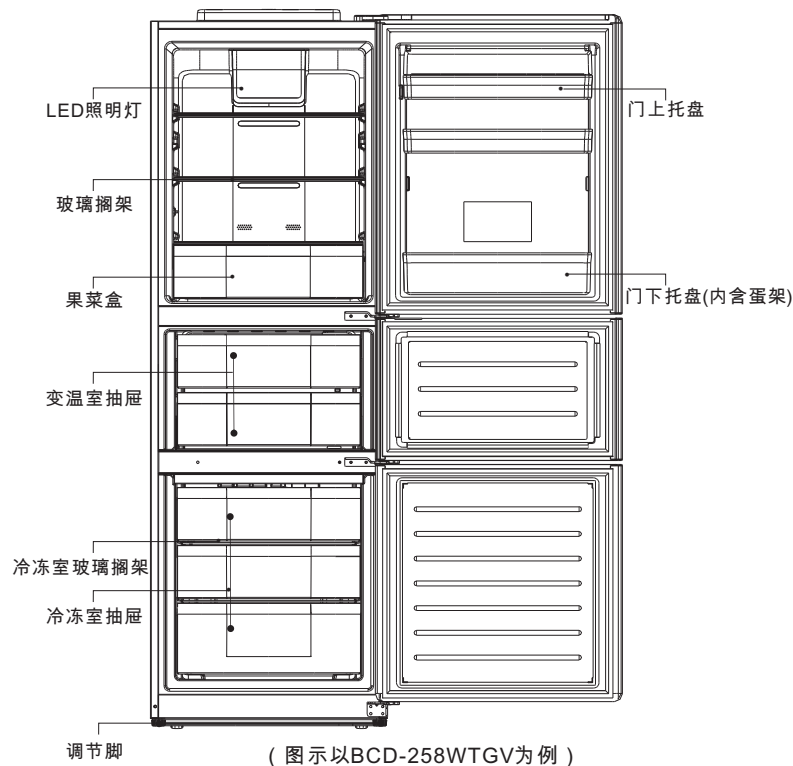 LED照明灯
门上托盘
玻璃搁架
果菜盒
门下托盘(内含蛋架)
变温室抽屉
冷冻室玻璃搁架
冷冻室抽屉
调节脚
(图示以BCD-258WTGV为例)